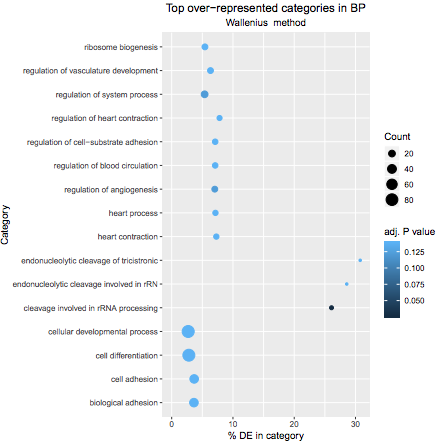 Top over-represented categories in BP
Wallenius method
ribosome biogenesis
regulation of vasculature development
regulation of system process
regulation of heart contraction
regulation of cell-substrate adhesion
regulation of blood circulation
regulation of angiogenesis
heart process
heart contraction
endonucleolytic cleavage of tricistronic
endonucleolytic cleavage involved in rRN
cleavage involved in rRNA processing
cellular developmental process
cell differentiation
cell adhesion
biological adhesion
Category
0 10 20 30
% DE in category
Count
20
40
60
80
adj. P value
0.125
0.100
0.075
0.050